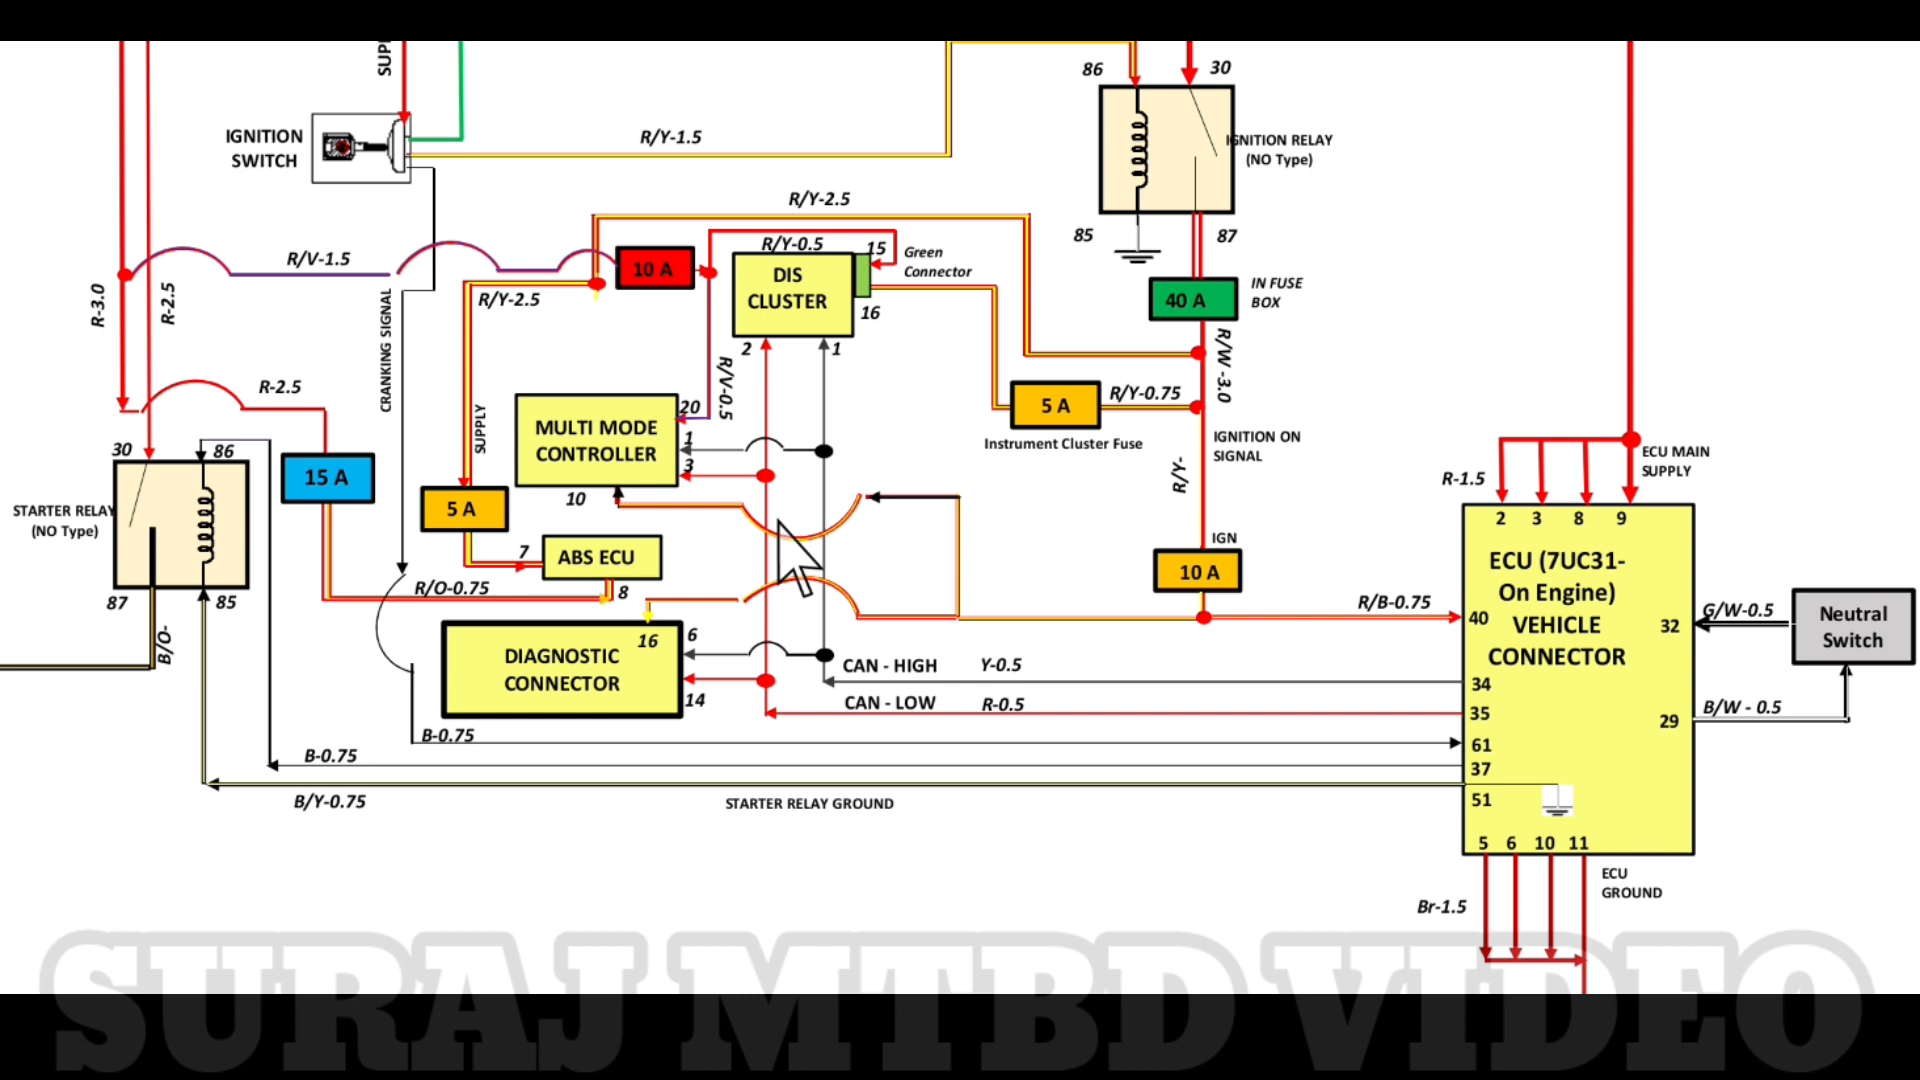 SUPP
86
30
IGNITION
SWITCH
R/Y-1.5
IGNITION RELAY
(NO Type)
R/Y-2.5
85
87
R/V-1.5
10 A
R/Y-0.5
15
Green
Connector
DIS
CLUSTER
16
2
1
40 A
IN FUSE
BOX
R-3.0
R-2.5
R/Y-2.5
CRANKING SIGNAL
R/V-0.5
R/W -3.0
R-2.5
SUPPLY
MULTI MODE
CONTROLLER
20
1
3
10
5 A
R/Y-0.75
Instrument Cluster Fuse
IGNITION ON
SIGNAL
R/Y-
ECU MAIN
SUPPLY
R-1.5
30
86
15 A
STARTER RELAY
(NO Type)
87
85
B/O-
5 A
7
ABS ECU
8
R/O-0.75
IGN
10 A
2
3
8
9
ECU (7UC31-
On Engine)
VEHICLE
CONNECTOR
R/B-0.75
40
32
G/W-0.5
Neutral
Switch
16
6
DIAGNOSTIC
CONNECTOR
14
CAN - HIGH
Y-0.5
34
CAN - LOW
R-0.5
35
29
B/W - 0.5
B-0.75
61
B-0.75
37
B/Y-0.75
STARTER RELAY GROUND
51
5
6
10
11
ECU
GROUND
Br-1.5
SURAJ MTBD VIDEO